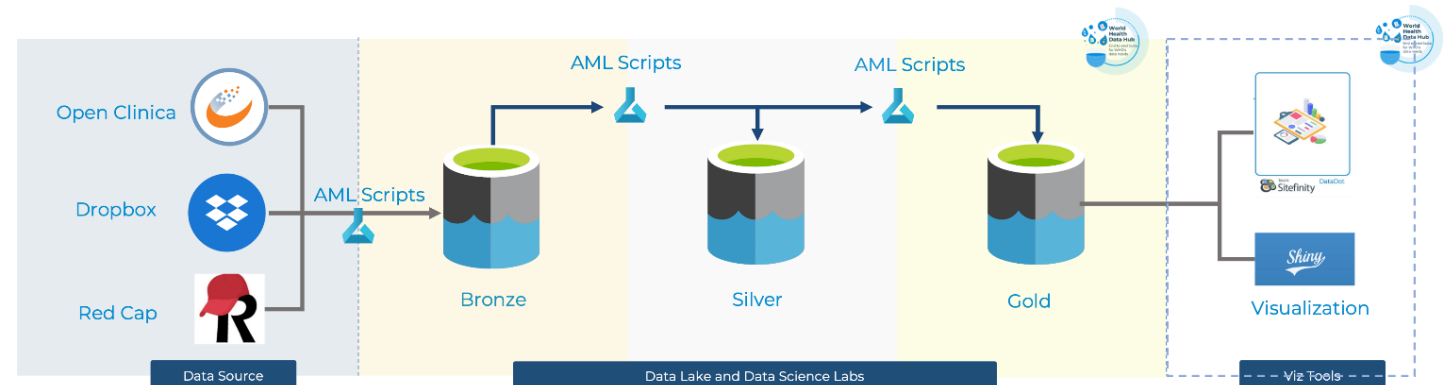 World
Health
Data Hub
World
Health
Data Hub
AML Scripts
AML Scripts
Open Clinica
AML Scripts
Dropbox
Sitefinity
DataDot
Shiny
Red Cap
Bronze
Silver
Gold
Visualization
Data Source
Data Lake and Data Science Labs
Viz Tools